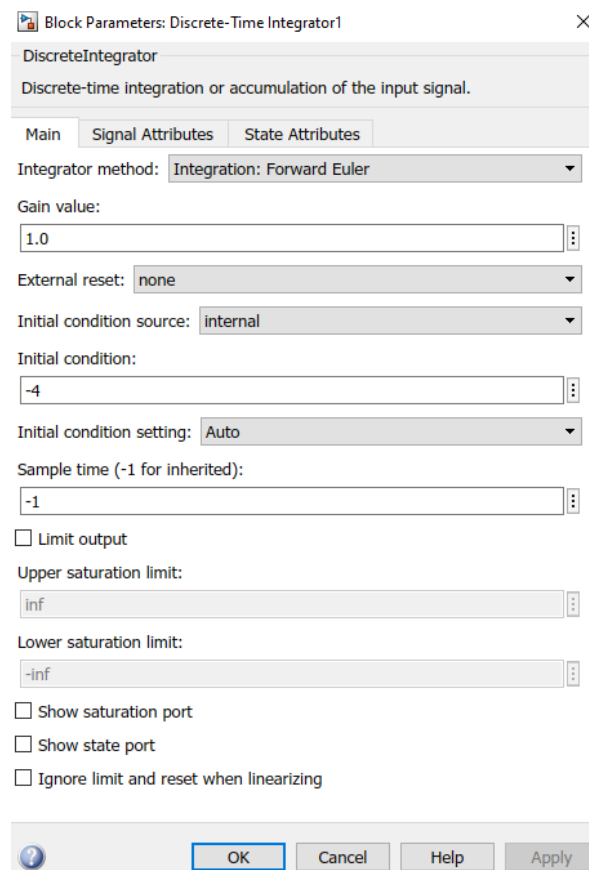 Block Parameters: Discrete-Time Integrator1
DiscreteIntegrator
Discrete-time integration or accumulation of the input signal.
Main Signal Attributes State Attributes
Integrator method: Integration: Forward Euler
Gain value:
1.0
External reset: none
Initial condition source: internal
Initial condition:
-4
Initial condition setting: Auto
Sample time (-1 for inherited):
-1
Limit output
Upper saturation limit:
inf
Lower saturation limit:
-inf
Show saturation port
Show state port
Ignore limit and reset when linearizing
? OK Cancel Help Apply